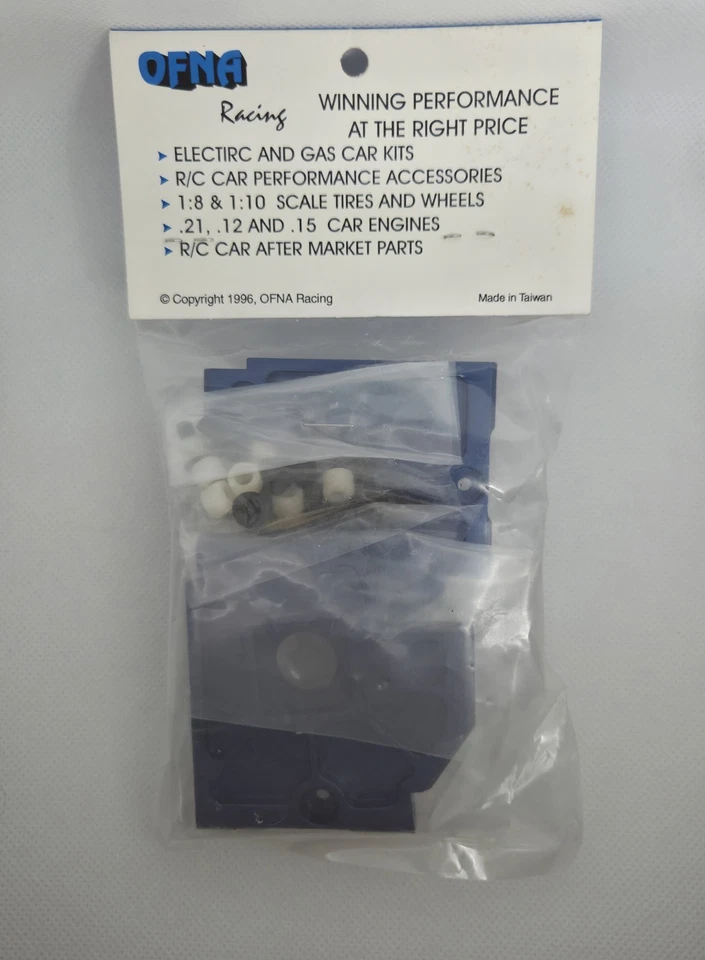 OFNA
Racing
WINNING PERFORMANCE
AT THE RIGHT PRICE
➤ ELECTIRC AND GAS CAR KITS
➤ R/C CAR PERFORMANCE ACCESSORIES
➤ 1:8 & 1:10 SCALE TIRES AND WHEELS
➤ .21, .12 AND .15 CAR ENGINES
➤ R/C CAR AFTER MARKET PARTS
© Copyright 1996, OFNA Racing
Made in Taiwan